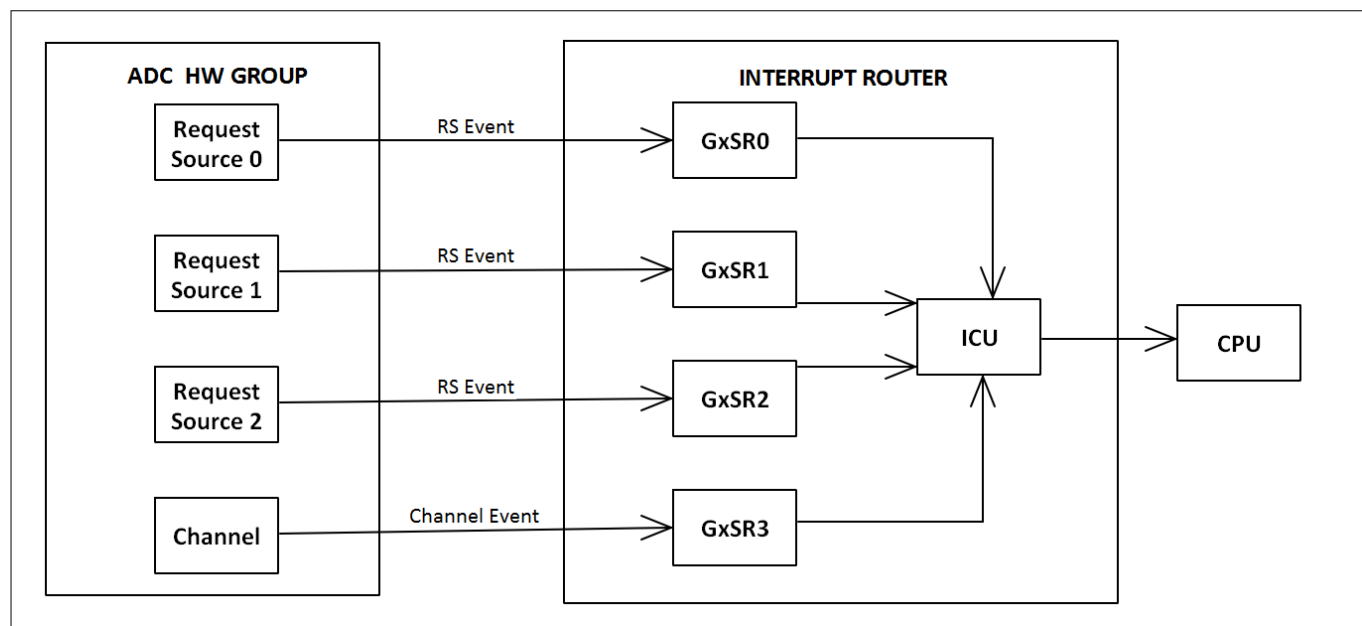 ADC HW GROUP
INTERRUPT ROUTER
Request
Source 0
RS Event
GxSR0
Request
Source 1
RS Event
GxSR1
ICU
CPU
Request
Source 2
RS Event
GxSR2
Channel
Channel Event
GxSR3